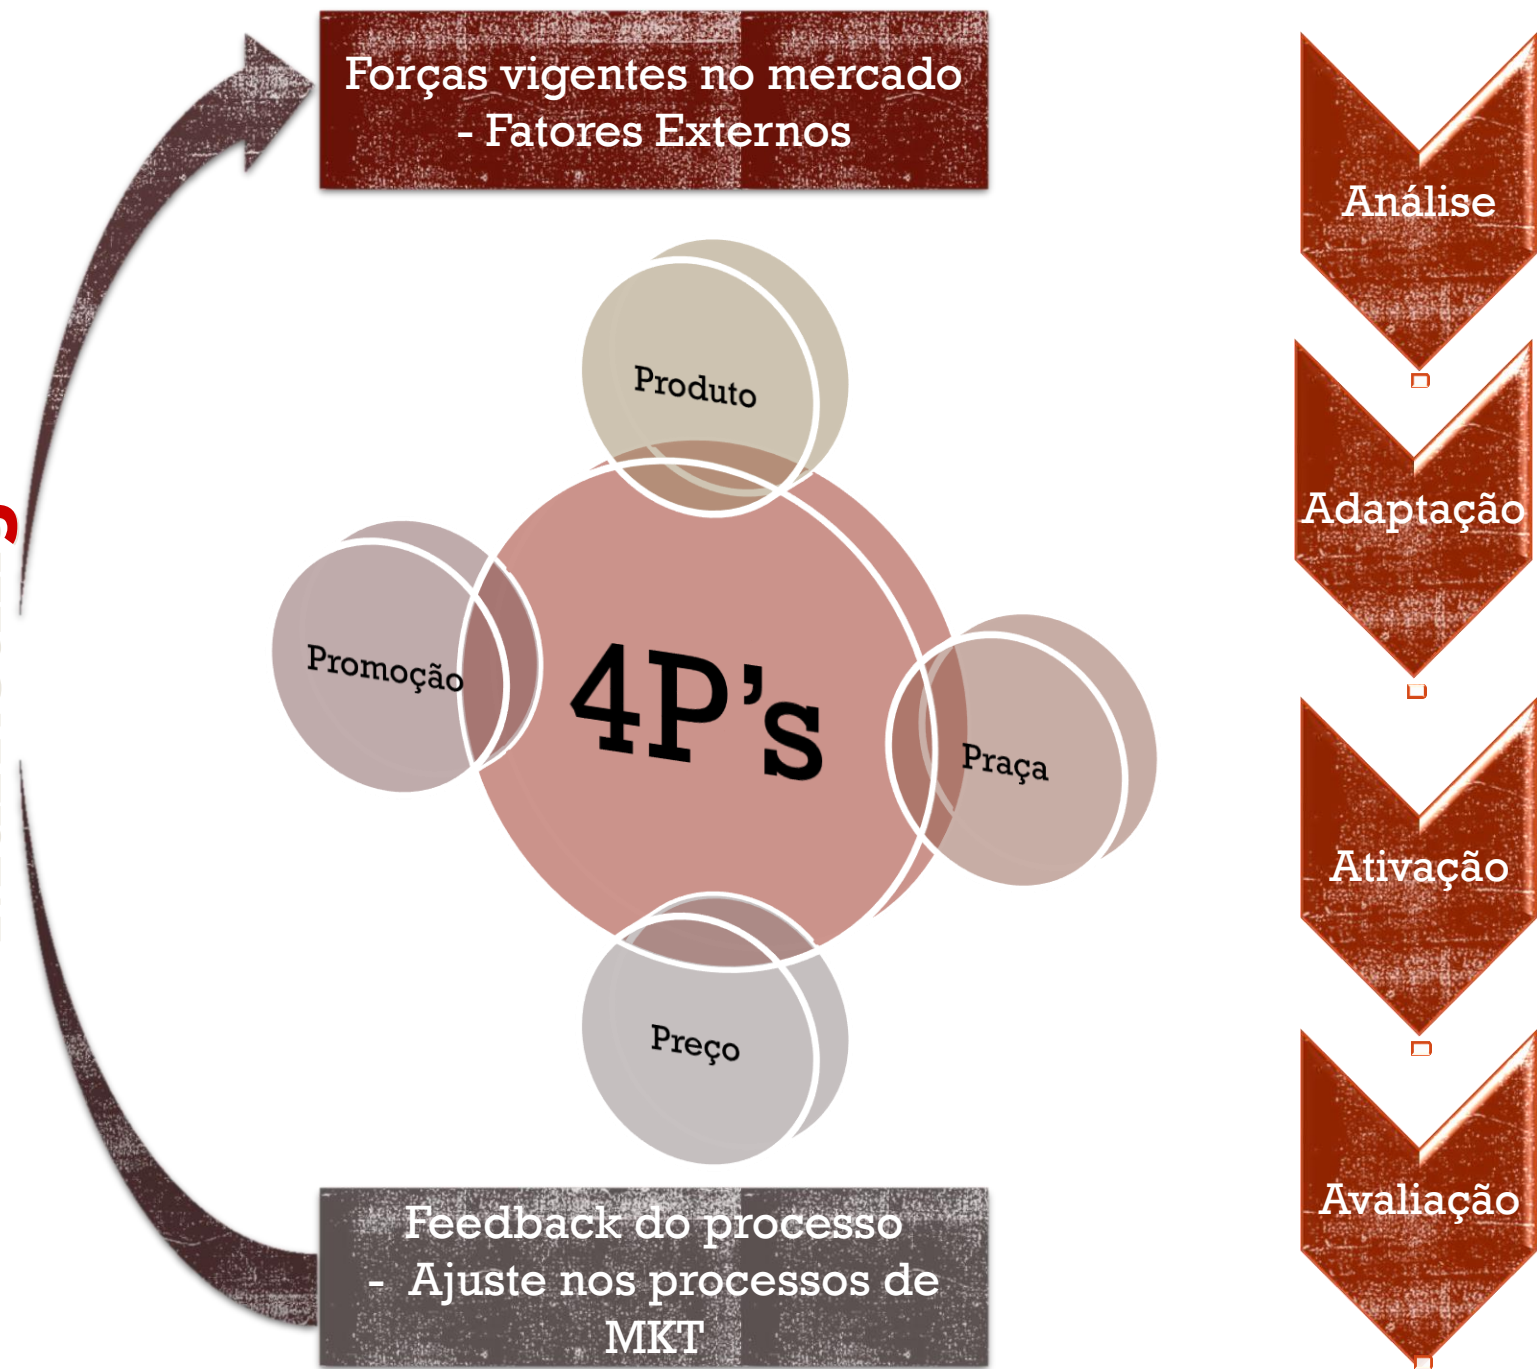 Forças vigentes no mercado
- Fatores Externos
Produto
Promoção
4P's
Praça
Preço
Feedback do processo
- Ajuste nos processos de
MKT
Análise
Adaptação
Ativação
Avaliação